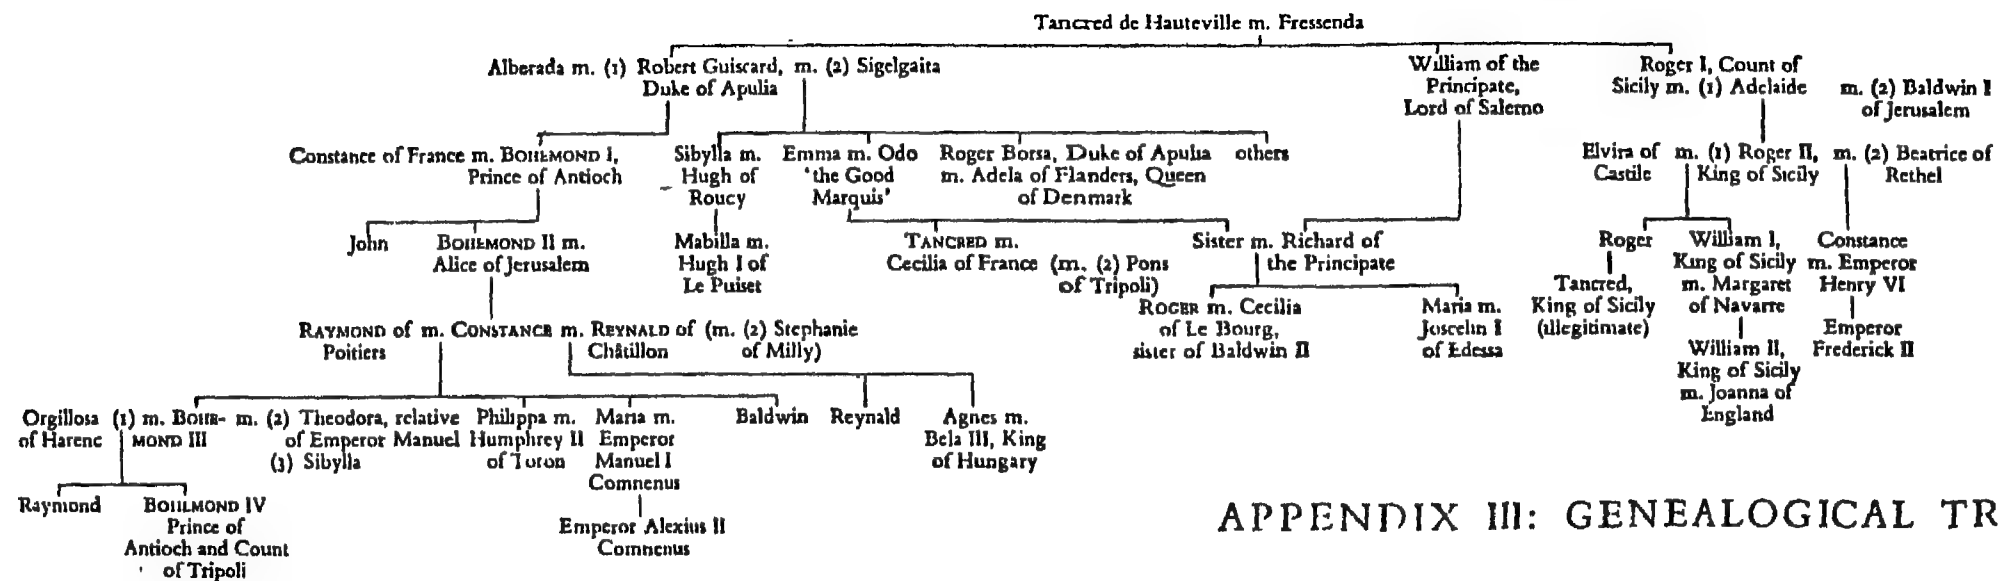 Tancred de Hauteville m. Fressenda
Alberada m. (1) Robert Guiscard, m. (2) Sigelgaita
Duke of Apulia
William of the
Principate,
Lord of Salerno
Roger I, Count of
Sicily m. (1) Adelaide
m. (2) Baldwin I
of Jerusalem
Constance of France m. BOHEMOND I,
Prince of Antioch
Sibylla m.
Hugh of
Roucy
Emma m. Odo
'the Good
Marquis'
Roger Borsa, Duke of Apulia
m. Adela of Flanders, Queen
of Denmark
others
Elvira of
Castile
m. (1) Roger II,
King of Sicily
m. (2) Beatrice of
Rethel
John
BOHEMOND II m.
Alice of Jerusalem
Mabilla m.
Hugh I of
Le Puiset
TANCRED m.
Cecilia of France
(m. (2) Pons
of Tripoli)
Sister m. Richard of
the Principate
Roger
William I,
King of Sicily
m. Margaret
of Navarre
Constance
m. Emperor
Henry VI
Tancred,
King of Sicily
(illegitimate)
ROGER m. Cecilia
of Le Bourg,
sister of Baldwin II
Maria m.
Joscelin I
of Edessa
William II,
King of Sicily
m. Joanna of
England
Emperor
Frederick II
RAYMOND of m. CONSTANCE m. REYNALD of (m. (2) Stephanie
Poitiers
Châtillon
of Milly)
Orgillosa (1) m. BOHE- m. (2) Theodora, relative
of Harenc
MOND III
of Emperor Manuel
(3) Sibylla
Philippa m.
Humphrey II
of Toron
Maria m.
Emperor
Manuel I
Comnenus
Baldwin
Reynald
Agnes m.
Bela III, King
of Hungary
Raymond
BOHEMOND IV
Prince of
Antioch and Count
of Tripoli
Emperor Alexius II
Comnenus
APPENDIX III: GENEALOGICAL TR